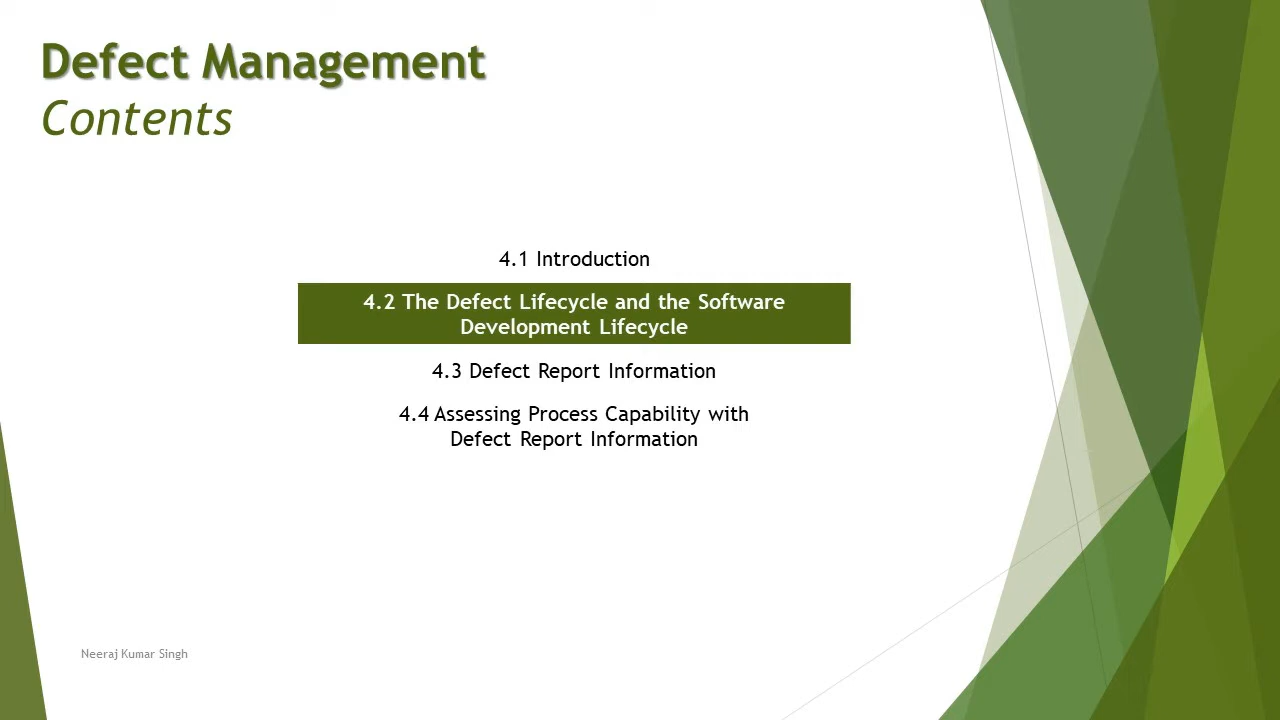 Defect Management
Contents
4.1 Introduction
4.2 The Defect Lifecycle and the Software
Development Lifecycle
4.3 Defect Report Information
4.4 Assessing Process Capability with
Defect Report Information
Neeraj Kumar Singh